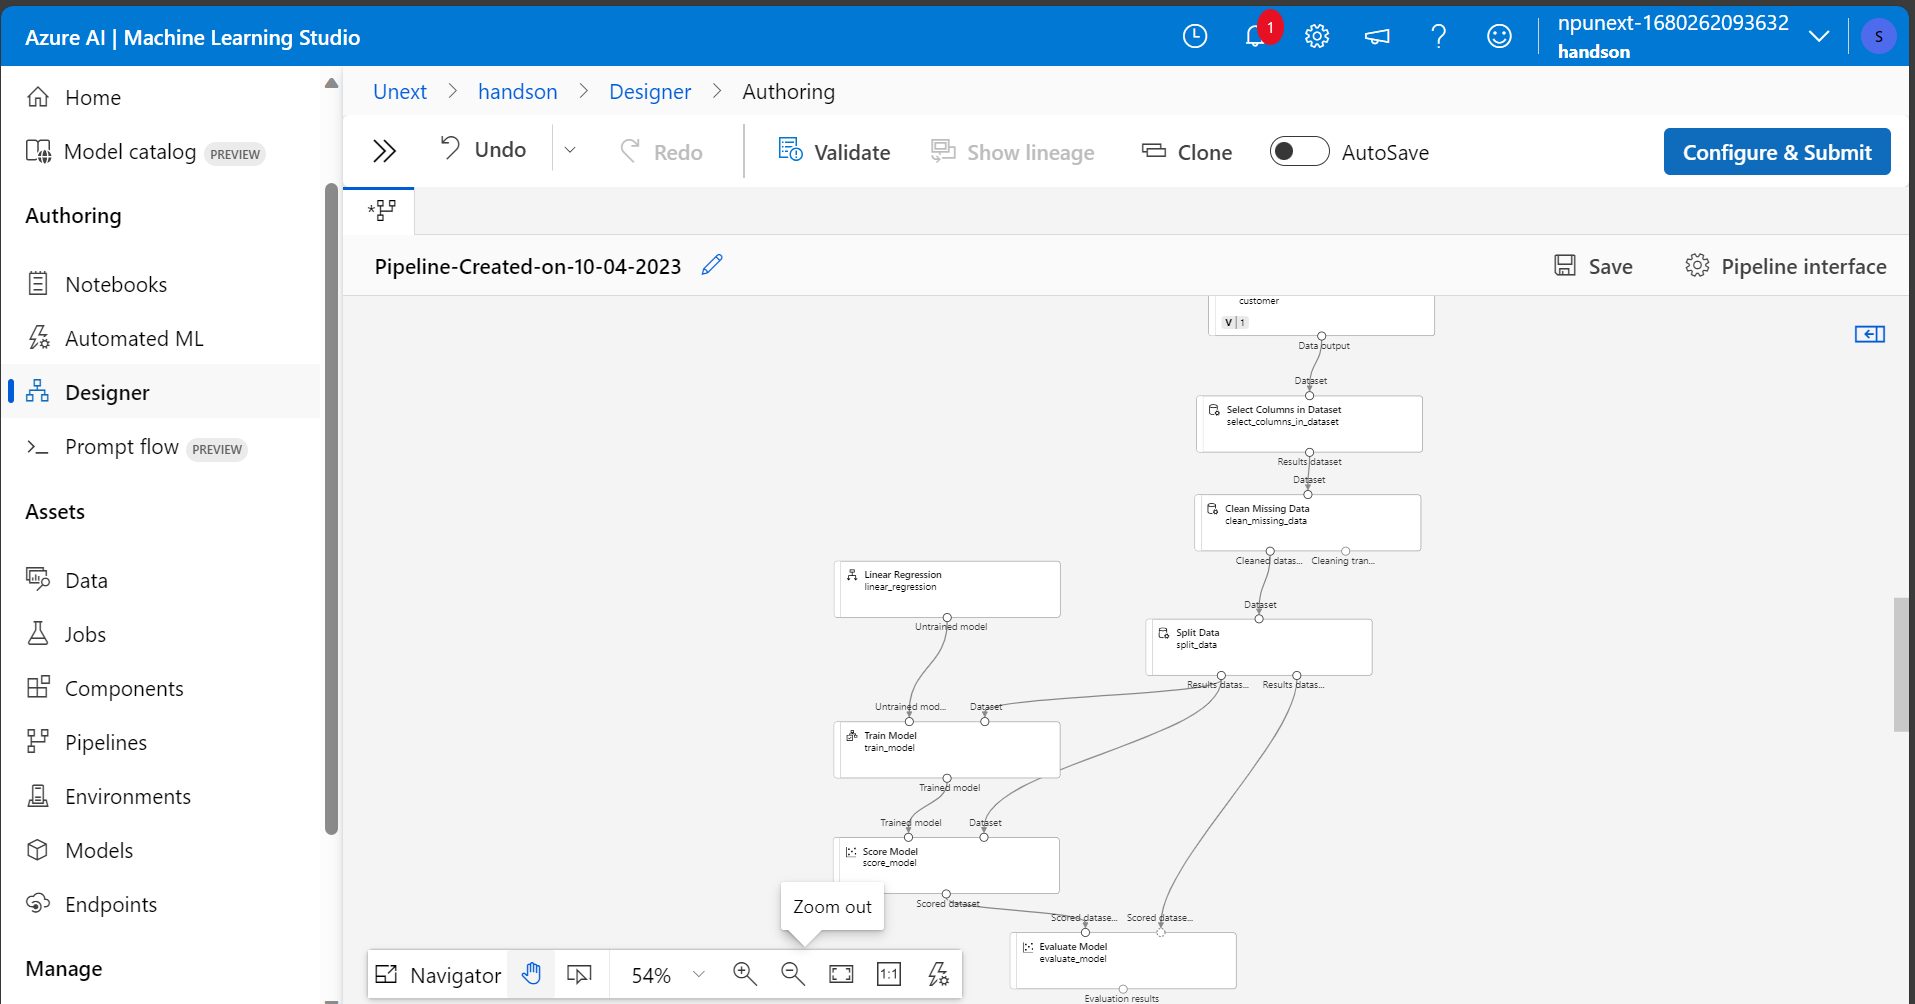 Azure AI | Machine Learning Studio
1
npunext-1680262093632
handson
S
Home
Model catalog PREVIEW
Authoring
Notebooks
Automated ML
Designer
Prompt flow PREVIEW
Assets
Data
Jobs
Components
Pipelines
Environments
Models
Endpoints
Manage
Unext > handson > Designer > Authoring
Undo
Redo
Validate
Show lineage
Clone
AutoSave
Configure & Submit
Pipeline-Created-on-10-04-2023
Save
Pipeline interface
customer
V 1
Data output
Dataset
Select Columns in Dataset
select_columns_in_dataset
Results dataset
Dataset
Clean Missing Data
clean_missing_data
Cleaned datas... Cleaning tran...
Linear Regression
linear_regression
Untrained model
Dataset
Split Data
split_data
Results datas... Results datas...
Untrained mod... Dataset
Train Model
train_model
Trained model
Trained model Dataset
Score Model
score_model
Scored dataset
Scored datase... Scored datase...
Evaluate Model
evaluate_model
Evaluation results
Zoom out
Navigator
54%
1:1